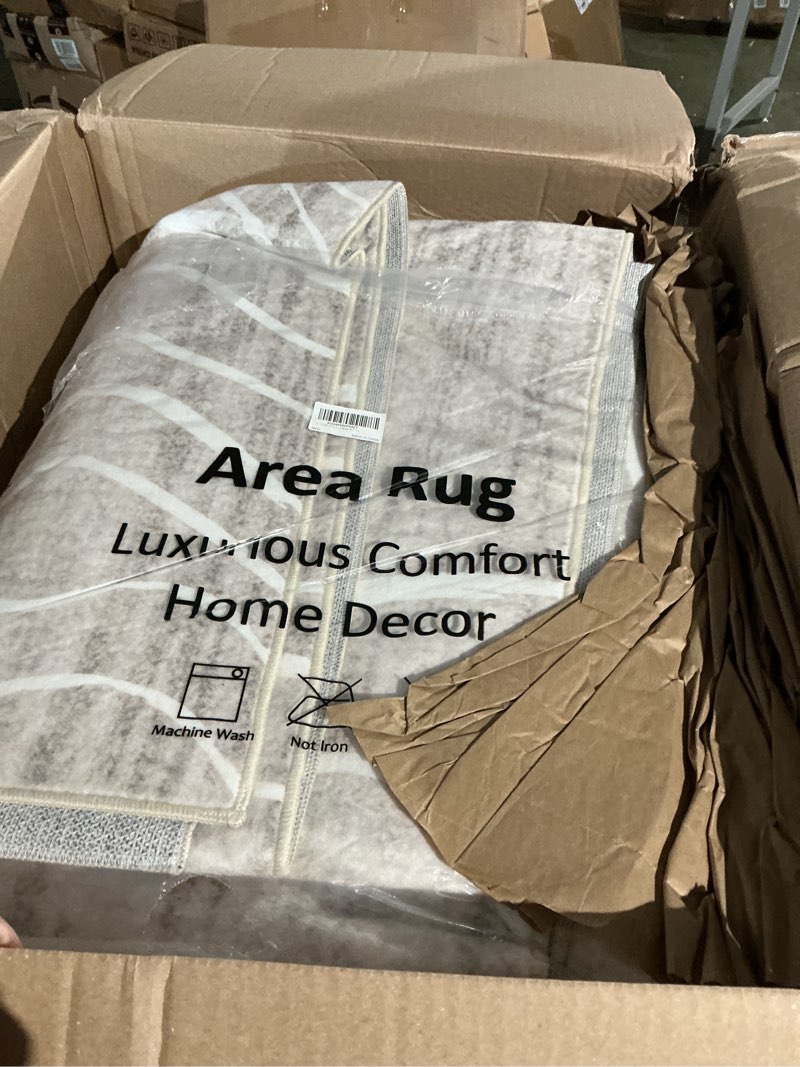 Area Rug
Luxurious Comfort
Home Decor
Machine Wash
Not Iron